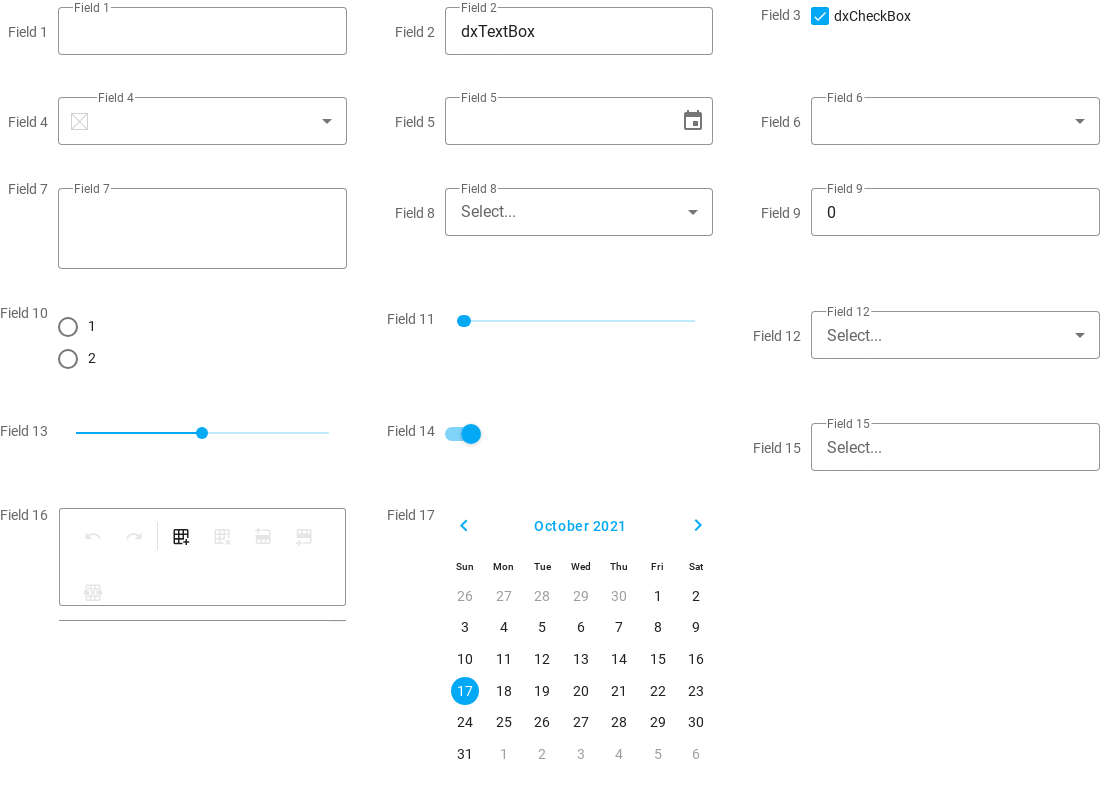 Field 1
Field 1
Field 2
Field 2
dxTextBox
Field 3
dxCheckBox
Field 4
Field 4
Field 5
Field 5
Field 6
Field 6
Field 7
Field 7
Field 8
Field 8
Select...
Field 9
Field 9
0
Field 10
1
2
Field 11
Field 12
Field 12
Select...
Field 13
Field 14
Field 15
Field 15
Select...
Field 16
Field 17
October 2021
Sun Mon Tue Wed Thu Fri Sat
26 27 28 29 30 1 2
3 4 5 6 7 8 9
10 11 12 13 14 15 16
17 18 19 20 21 22 23
24 25 26 27 28 29 30
31 1 2 3 4 5 6